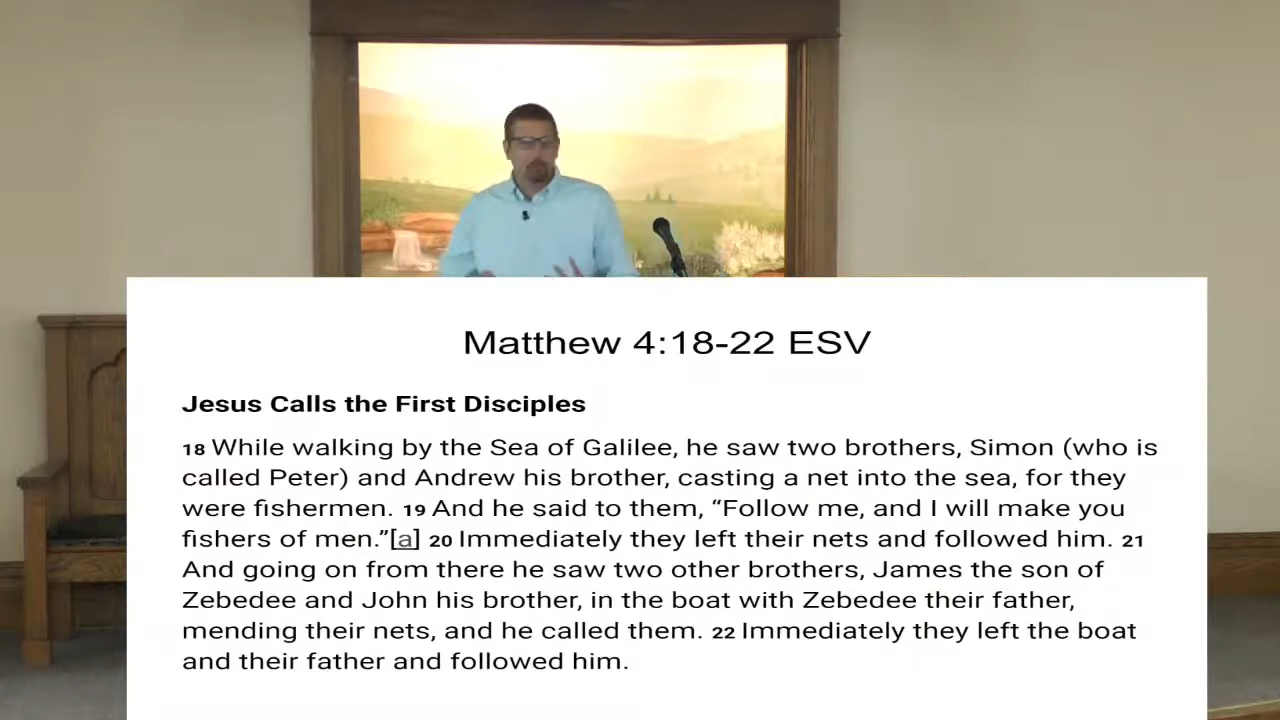 Matthew 4:18-22 ESV
Jesus Calls the First Disciples
18 While walking by the Sea of Galilee, he saw two brothers, Simon (who is
called Peter) and Andrew his brother, casting a net into the sea, for they
were fishermen. 19 And he said to them, “Follow me, and I will make you
fishers of men.”[a] 20 Immediately they left their nets and followed him. 21
And going on from there he saw two other brothers, James the son of
Zebedee and John his brother, in the boat with Zebedee their father,
mending their nets, and he called them. 22 Immediately they left the boat
and their father and followed him.